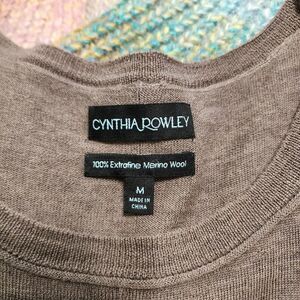 CYNTHIA ROWLEY
100% Extrafine Merino Wool
M
MADE IN
CHINA